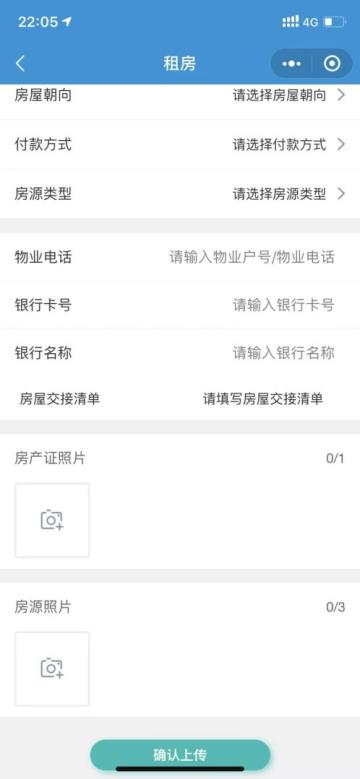 22:05
4G
租房
房屋朝向 请选择房屋朝向
付款方式 请选择付款方式
房源类型 请选择房源类型
物业电话 请输入物业户号/物业电话
银行卡号 请输入银行卡号
银行名称 请输入银行名称
房屋交接清单 请填写房屋交接清单
房产证照片 0/1
房源照片 0/3
确认上传